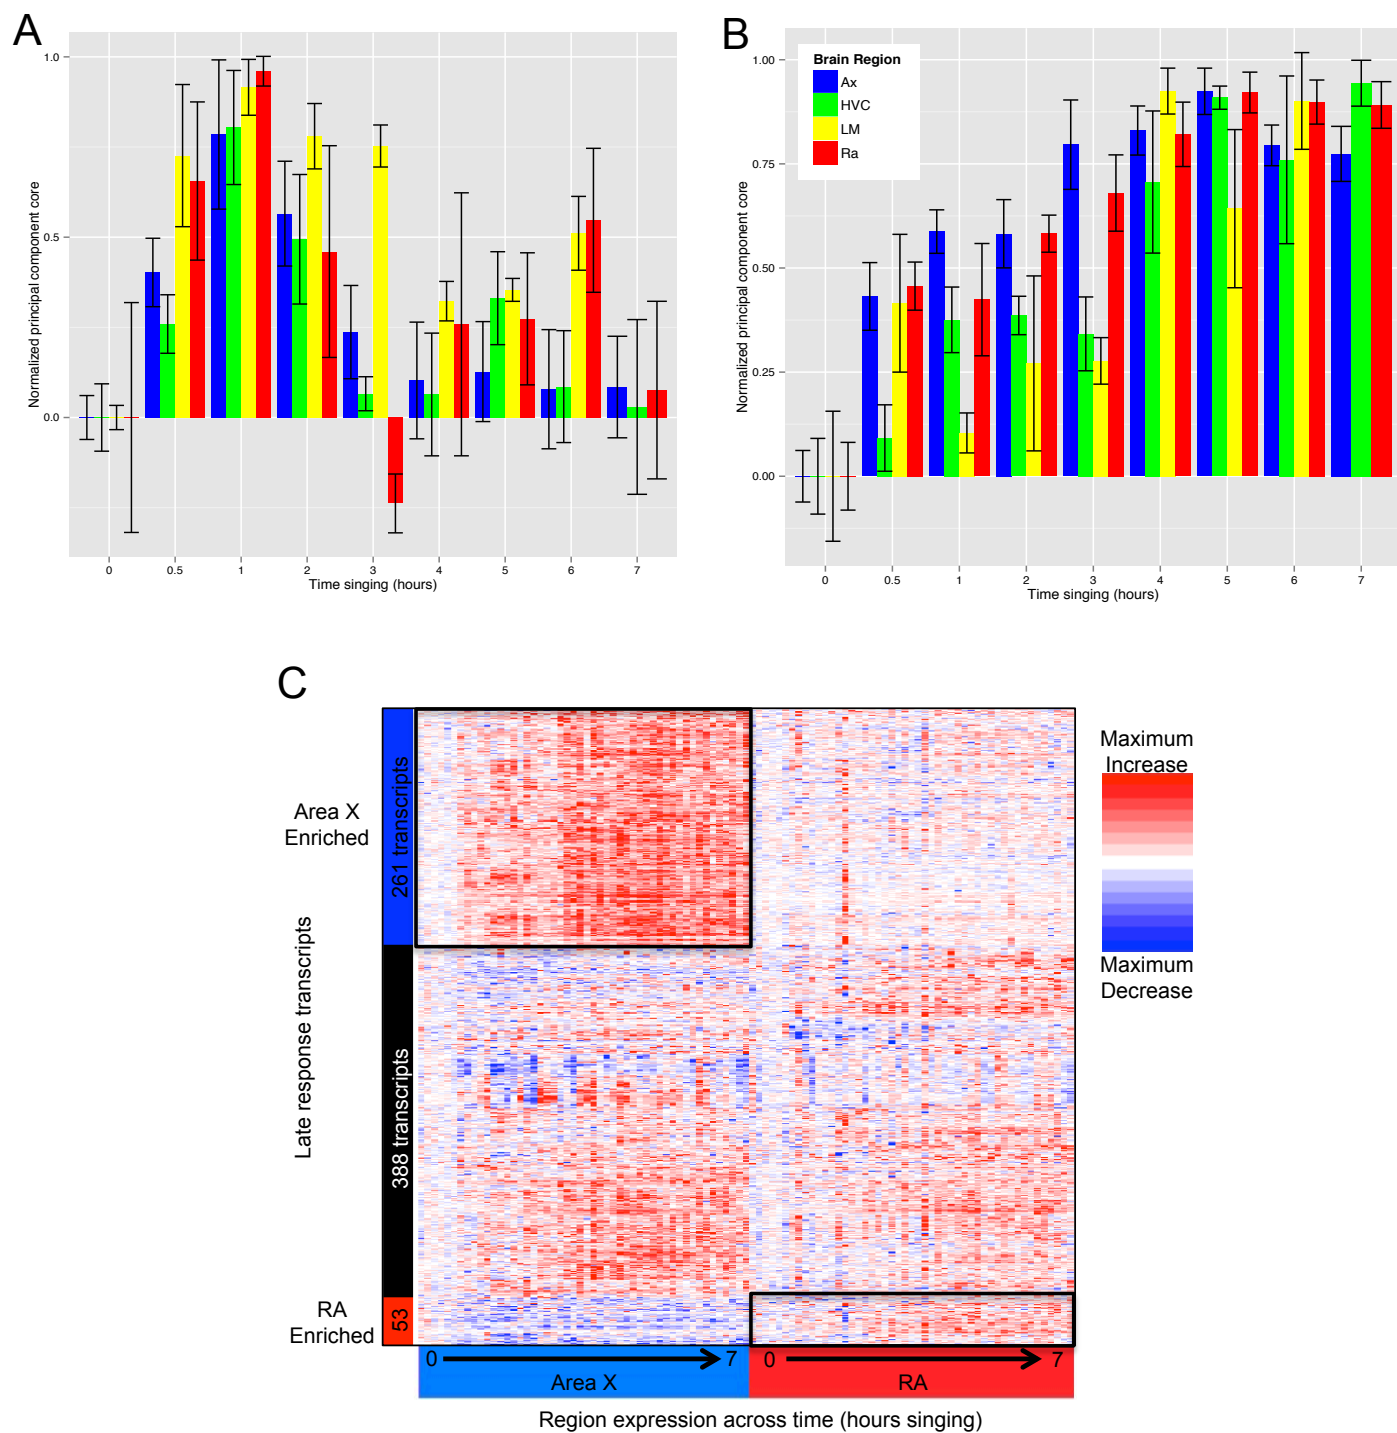 A
1.0
0.5
0.0
Normalized principal component core
0
0.5
1
2
3
4
5
6
7
Time singing (hours)
B
1.00
0.75
0.50
0.25
0.00
Normalized principal component core
Brain Region
Ax
HVC
LM
Ra
0
0.5
1
2
3
4
5
6
7
Time singing (hours)
C
Late response transcripts
Area X
Enriched
261 transcripts
388 transcripts
RA
Enriched
53
Maximum
Increase
Maximum
Decrease
0
7
Area X
0
7
RA
Region expression across time (hours singing)